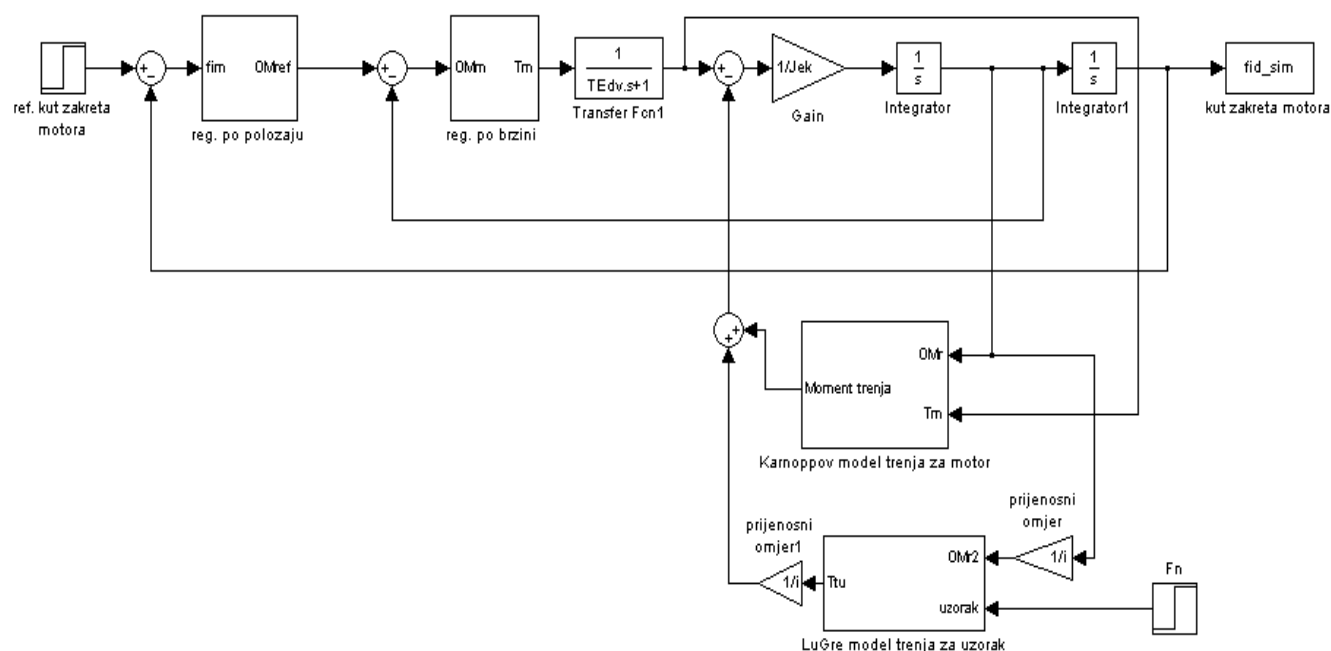 ref. kut zakreta
motora
+
–
fim
OMref
reg. po polozaju
+
–
OMm
Tm
reg. po brzini
1
TEdv.s+1
Transfer Fcn1
+
–
1/Jek
Gain
1
s
Integrator
1
s
Integrator1
fid_sim
kut zakreta motora
+
+
OMr
Moment trenja
Tm
Karnoppov model trenja za motor
prijenosni
omjer
1/i
prijenosni
omjer1
1/i
Ttu
OMr2
uzorak
LuGre model trenja za uzorak
Fn